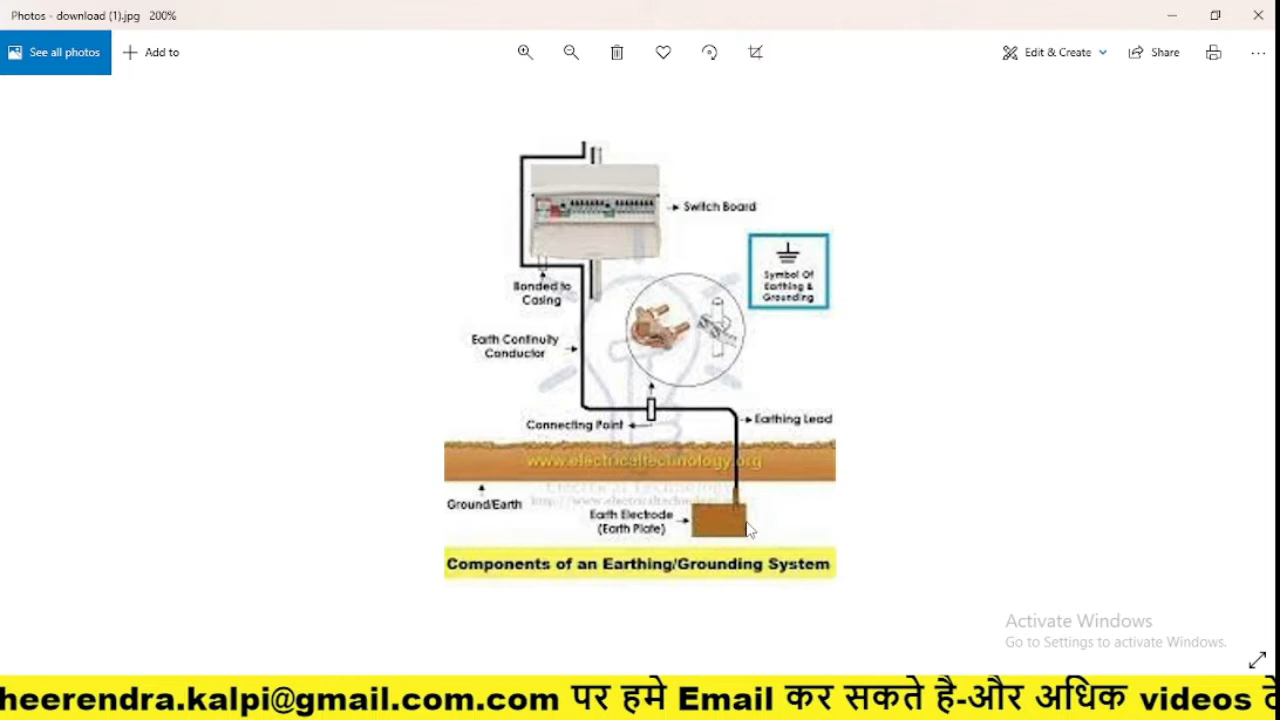 Photos - download (1).jpg 200%
See all photos
Add to
Edit & Create
Share
Switch Board
Symbol Of
Earthing &
Grounding
Bonded to
Casing
Earth Continuity
Conductor
Earthing Lead
Connecting Point
www.electricaltechnology.org
Electrical Technology
Ground/Earth
Earth Electrode
(Earth Plate)
Components of an Earthing/Grounding System
Activate Windows
Go to Settings to activate Windows.
heerendra.kalpi@gmail.com.com पर हमे Email कर सकते है-और अधिक videos